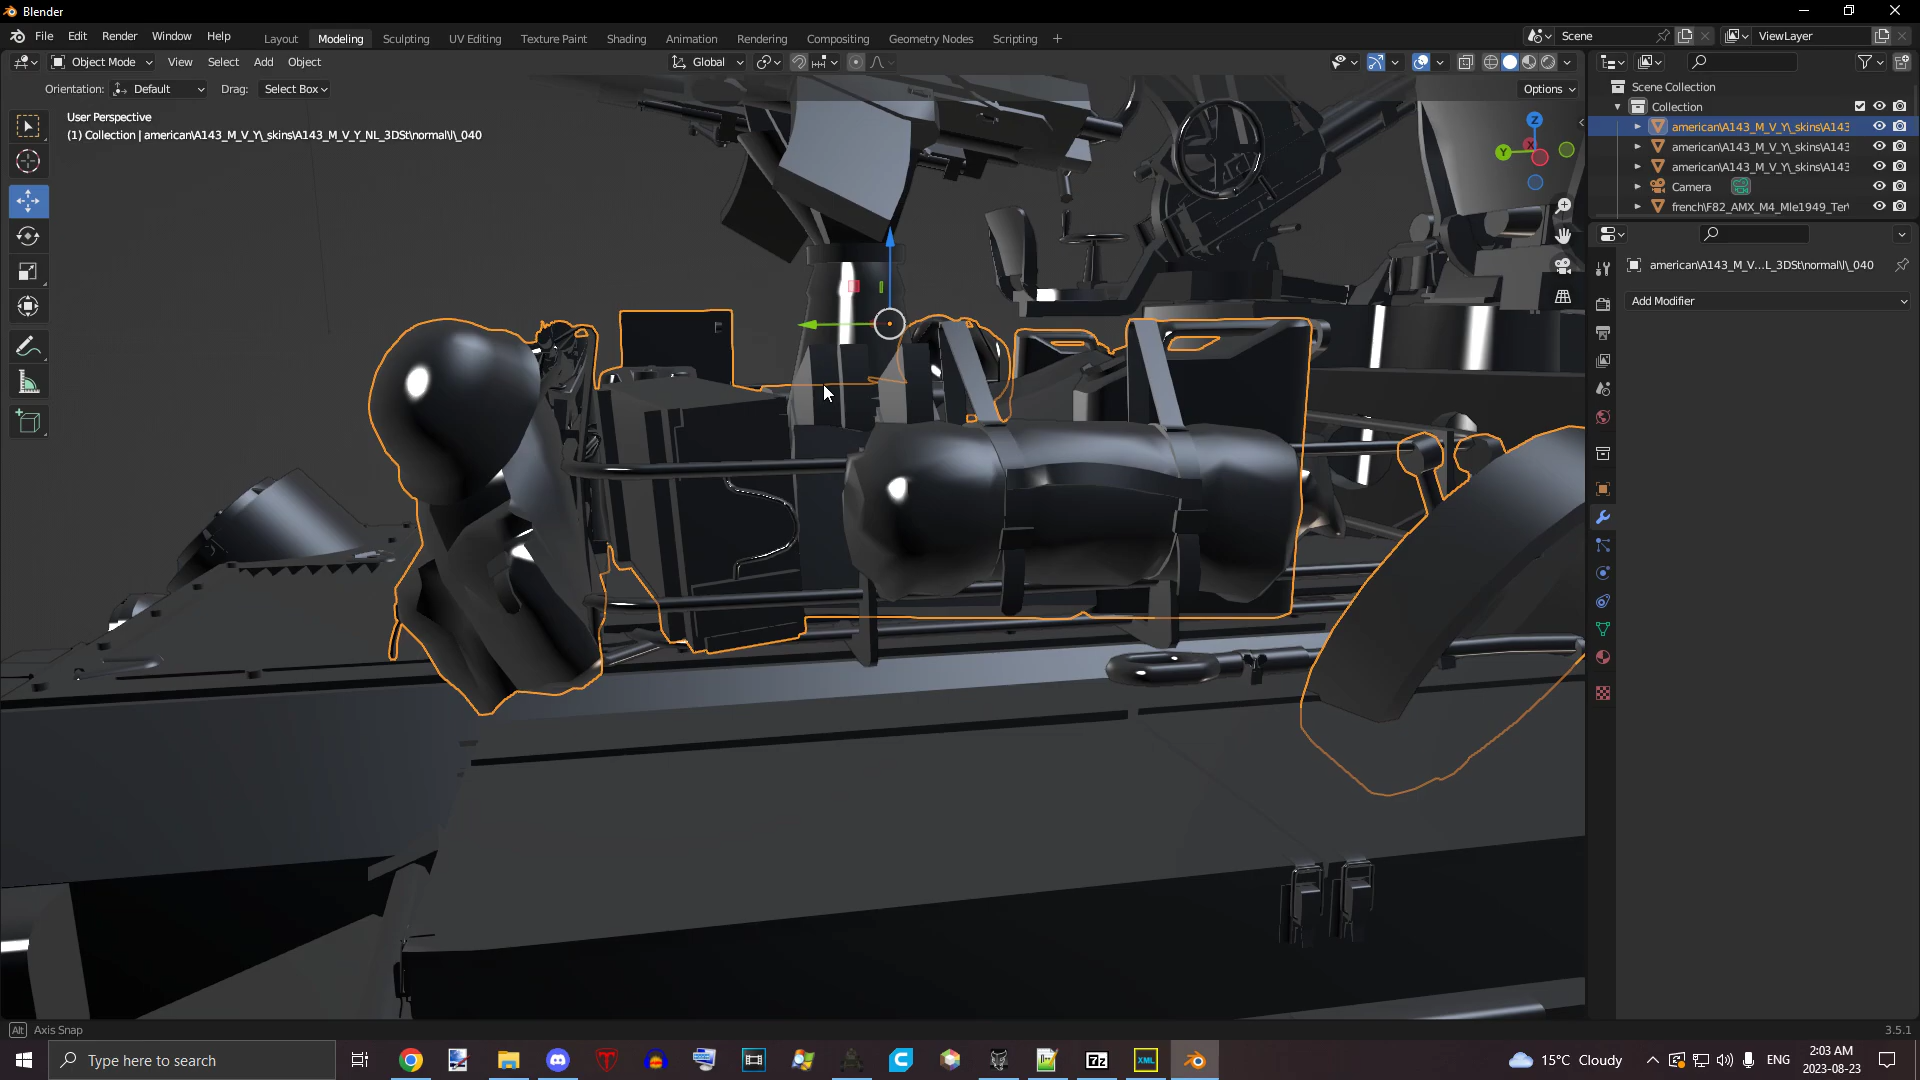 Blender
File Edit Render Window Help
Layout Modeling Sculpting UV Editing Texture Paint Shading Animation Rendering Compositing Geometry Nodes Scripting +
Scene
ViewLayer
Object Mode View Select Add Object
Global
Orientation: Default Drag: Select Box
Options
User Perspective
(1) Collection | american\A143_M_V_Y\_skins\A143_M_V_Y_NL_3DSt\normal\l\_040
Z
Y
X
Scene Collection
Collection
american\A143_M_V_Y\_skins\A143
american\A143_M_V_Y\_skins\A143
american\A143_M_V_Y\_skins\A143
Camera
french\F82_AMX_M4_Mle1949_Ter\
american\A143_M_V...L_3DSt\normal\l\_040
Add Modifier
Alt Axis Snap
3.5.1
Type here to search
7z
XML
15°C Cloudy
ENG
2:03 AM
2023-08-23